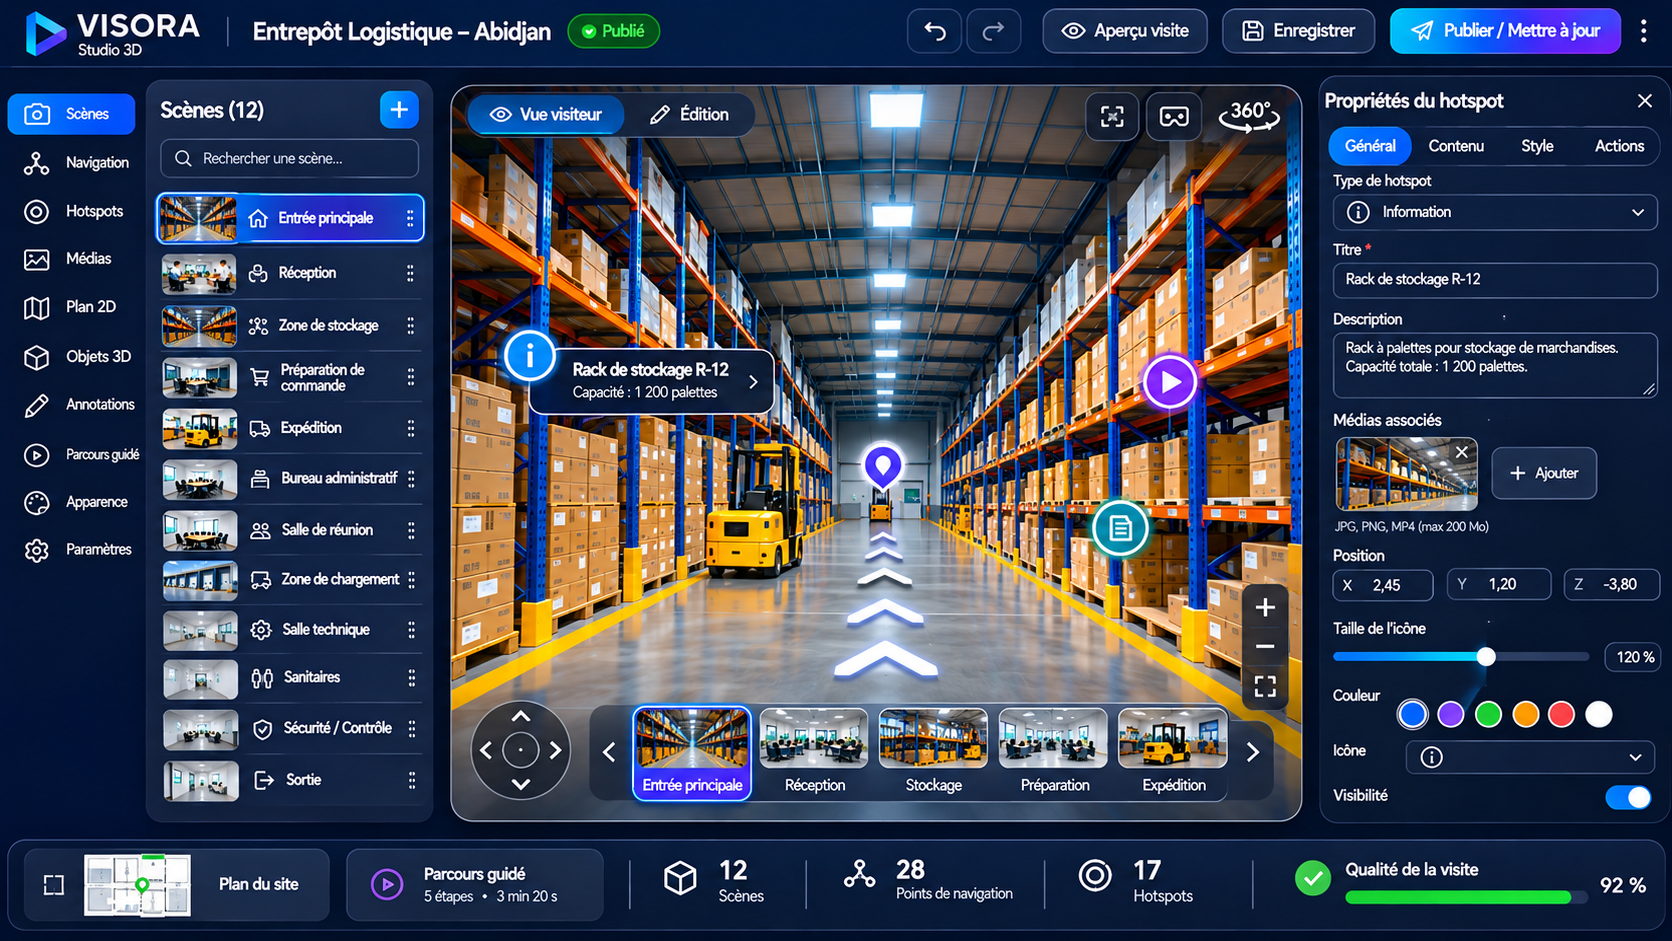 VISORA
Studio 3D
Entrepôt Logistique – Abidjan
Publié
Aperçu visite
Enregistrer
Publier / Mettre à jour
Scènes
Navigation
Hotspots
Médias
Plan 2D
Objets 3D
Annotations
Parcours guidé
Apparence
Paramètres
Scènes (12)
+
Rechercher une scène...
Entrée principale
Réception
Zone de stockage
Préparation de
commande
Expédition
Bureau administratif
Salle de réunion
Zone de chargement
Salle technique
Sanitaires
Sécurité / Contrôle
Sortie
Vue visiteur
Édition
360°
i
Rack de stockage R-12
Capacité : 1 200 palettes
Entrée principale
Réception
Stockage
Préparation
Expédition
Propriétés du hotspot
Général
Contenu
Style
Actions
Type de hotspot
Information
Titre *
Rack de stockage R-12
Description
Rack à palettes pour stockage de marchandises.
Capacité totale : 1 200 palettes.
Médias associés
+ Ajouter
JPG, PNG, MP4 (max 200 Mo)
Position
X 2,45
Y 1,20
Z -3,80
Taille de l'icône
120 %
Couleur
Icône
Visibilité
Plan du site
Parcours guidé
5 étapes • 3 min 20 s
12
Scènes
28
Points de navigation
17
Hotspots
Qualité de la visite
92 %